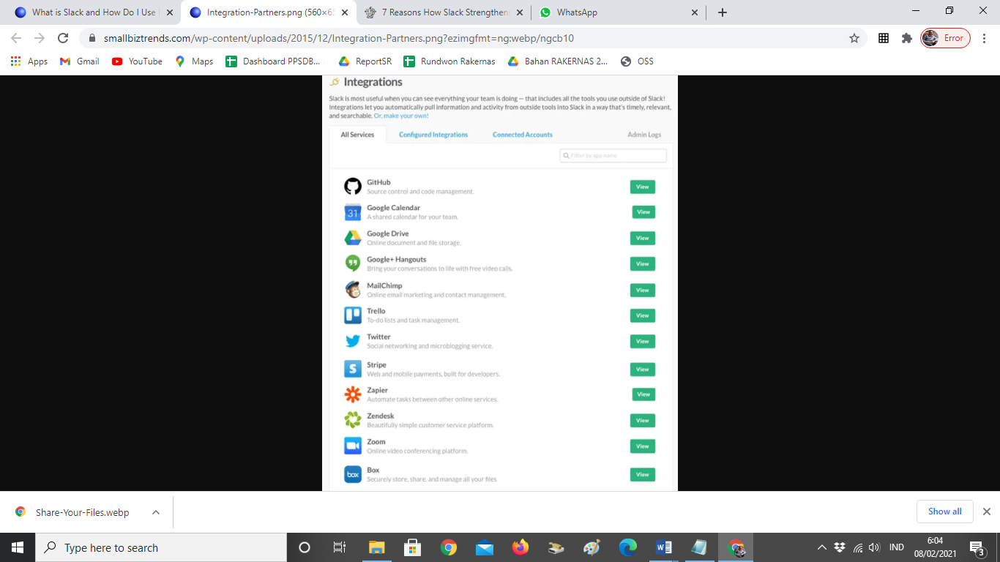 What is Slack and How Do I Use
Integration-Partners.png (560×65
7 Reasons How Slack Strengthen
WhatsApp
smallbiztrends.com/wp-content/uploads/2015/12/Integration-Partners.png?ezimgfmt=ng:webp/ngcb10
Error
Apps
Gmail
YouTube
Maps
Dashboard PPSDB...
ReportSR
Rundwon Rakernas
Bahan RAKERNAS 2...
OSS
Integrations
Slack is most useful when you can see everything your team is doing — that includes all the tools you use outside of Slack!
Integrations let you automatically pull information and activity from outside tools into Slack in a way that's timely, relevant,
and searchable. Or, make your own!
All Services
Configured Integrations
Connected Accounts
Admin Logs
Filter by app name
GitHub
Source control and code management.
View
31
Google Calendar
A shared calendar for your team.
View
Google Drive
Online document and file storage.
View
Google+ Hangouts
Bring your conversations to life with free video calls.
View
MailChimp
Online email marketing and contact management.
View
Trello
To-do lists and task management.
View
Twitter
Social networking and microblogging service.
View
S
Stripe
Web and mobile payments, built for developers.
View
Zapier
Automate tasks between other online services.
View
Zendesk
Beautifully simple customer service platform.
View
Zoom
Online video conferencing platform.
View
box
Box
Securely store, share, and manage all your files
View
Share-Your-Files.webp
Show all
Type here to search
IND
6:04
08/02/2021
3